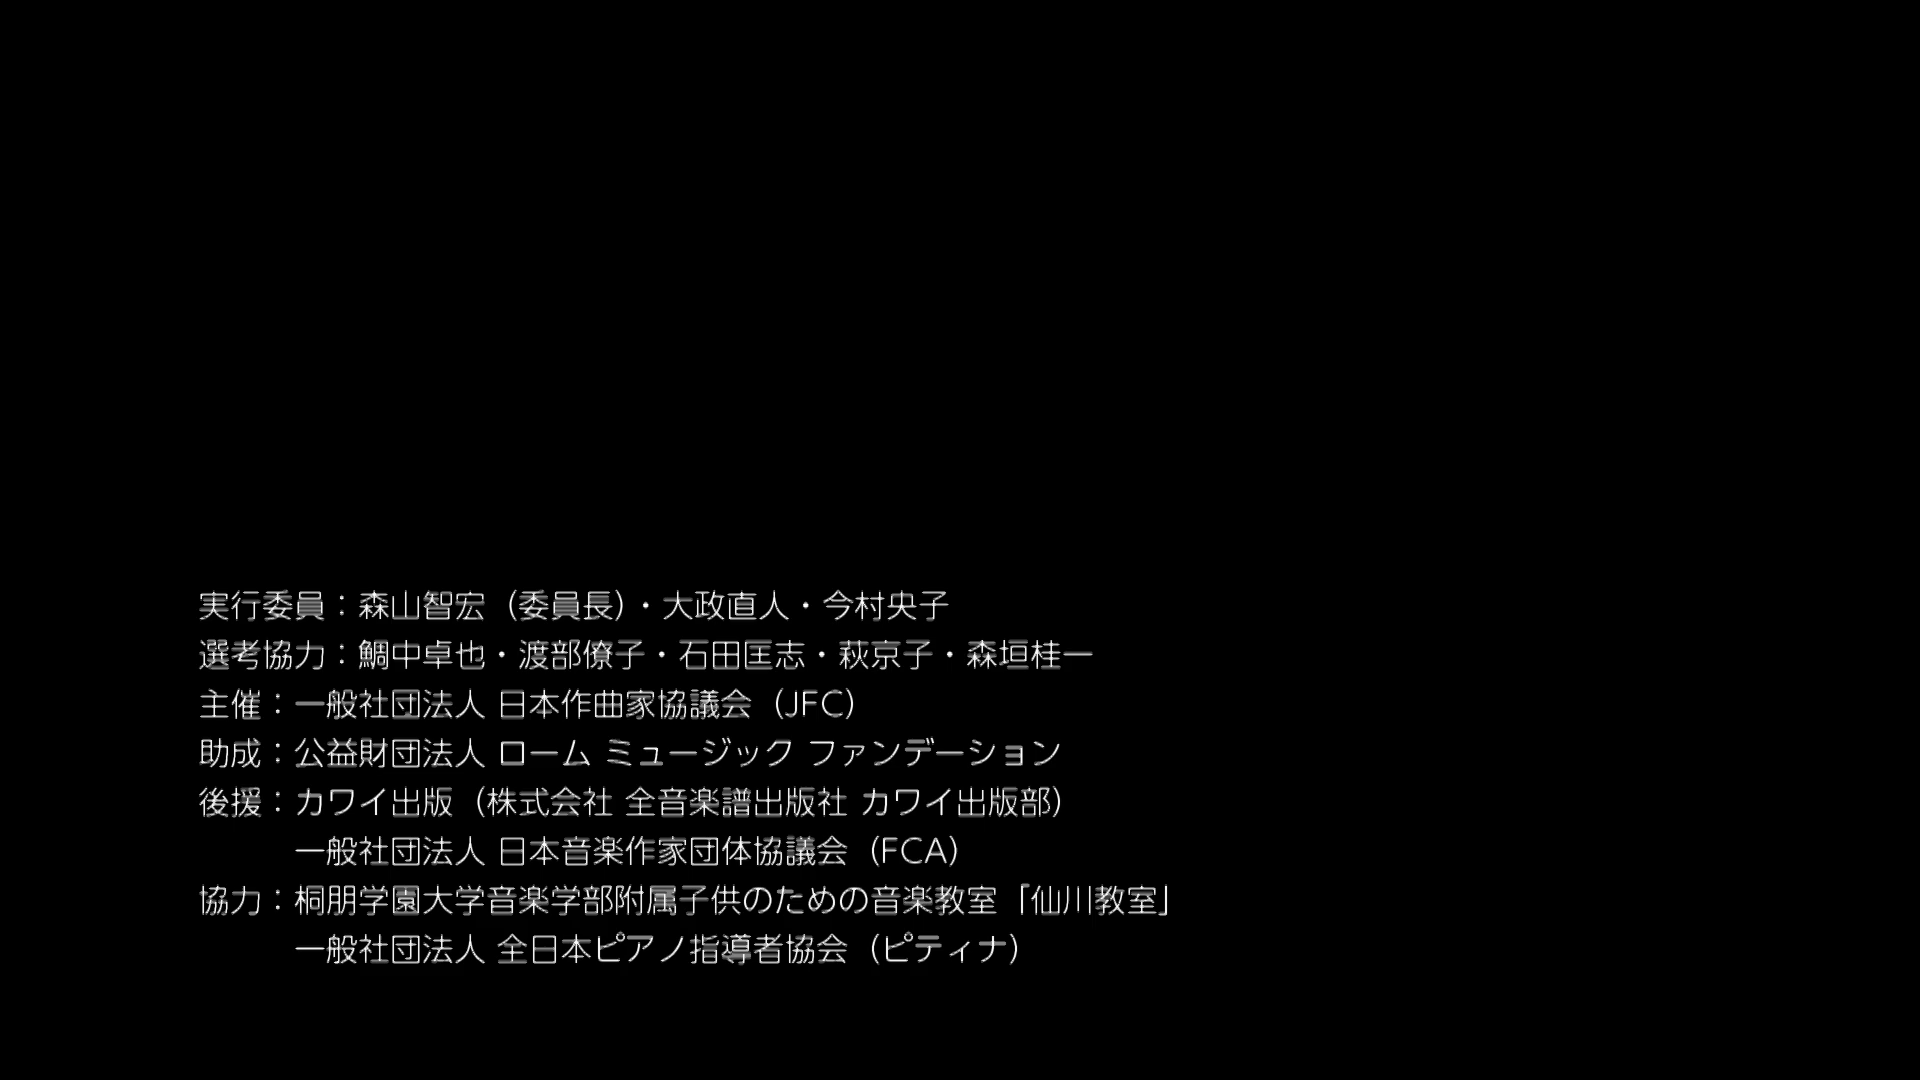 実行委員：森山智宏（委員長）・大政直人・今村央子
選考協力：鯛中卓也・渡部僚子・石田匡志・萩京子・森垣桂一
主催：一般社団法人 日本作曲家協議会（JFC）
助成：公益財団法人 ローム ミュージック ファンデーション
後援：カワイ出版（株式会社 全音楽譜出版社 カワイ出版部）
一般社団法人 日本音楽作家団体協議会（FCA）
協力：桐朋学園大学音楽学部附属子供のための音楽教室「仙川教室」
一般社団法人 全日本ピアノ指導者協会（ピティナ）